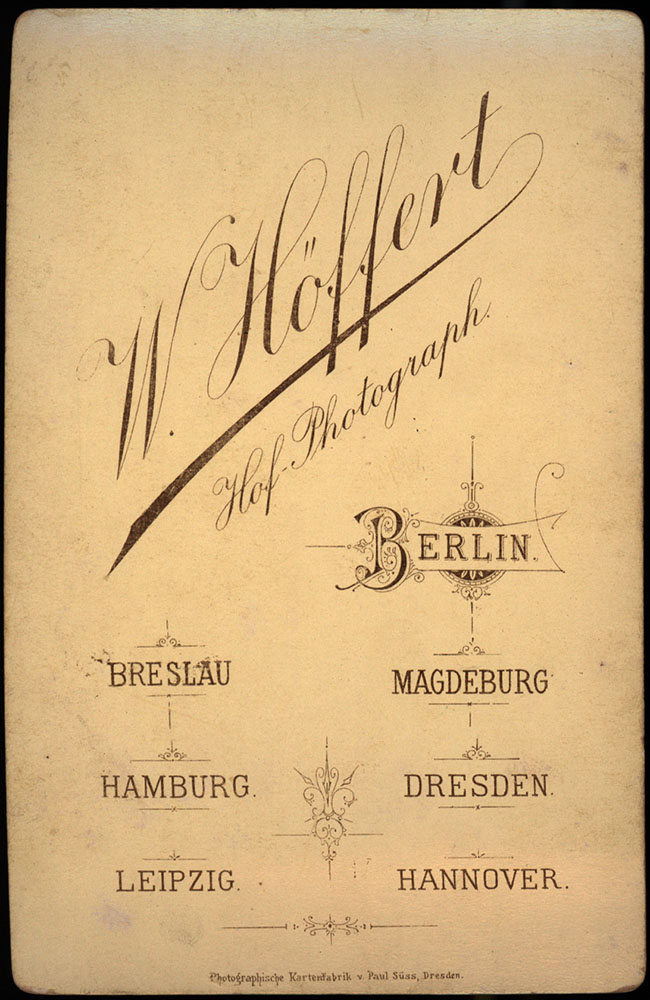 W. Höffert
Hof-Photograph.
BERLIN.
BRESLAU
MAGDEBURG
HAMBURG.
DRESDEN.
LEIPZIG.
HANNOVER.
Photographische Kartenfabrik v. Paul Süss, Dresden.